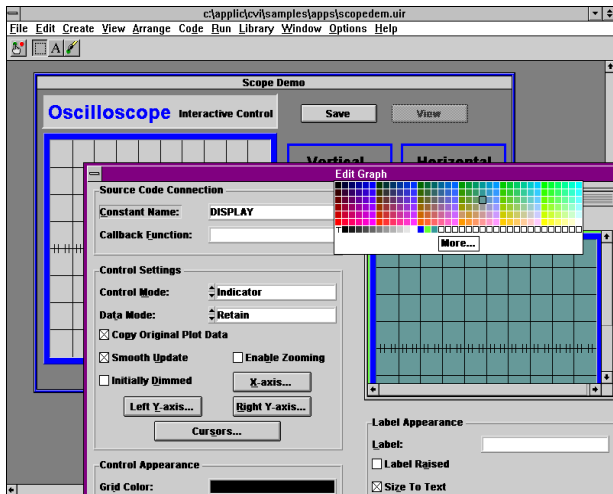 c:\applic\cvi\samples\apps\scopedem.uir
File Edit Create View Arrange Code Run Library Window Options Help
A
Scope Demo
Oscilloscope Interactive Control
Save
View
Vertical
Horizontal
Edit Graph
Source Code Connection
Constant Name: DISPLAY
Callback Function:
T
More...
Control Settings
Control Mode: Indicator
Data Mode: Retain
Copy Original Plot Data
Smooth Update
Enable Zooming
Initially Dimmed
X-axis...
Left Y-axis...
Right Y-axis...
Cursors...
Label Appearance
Label:
Label Raised
Size To Text
Control Appearance
Grid Color: